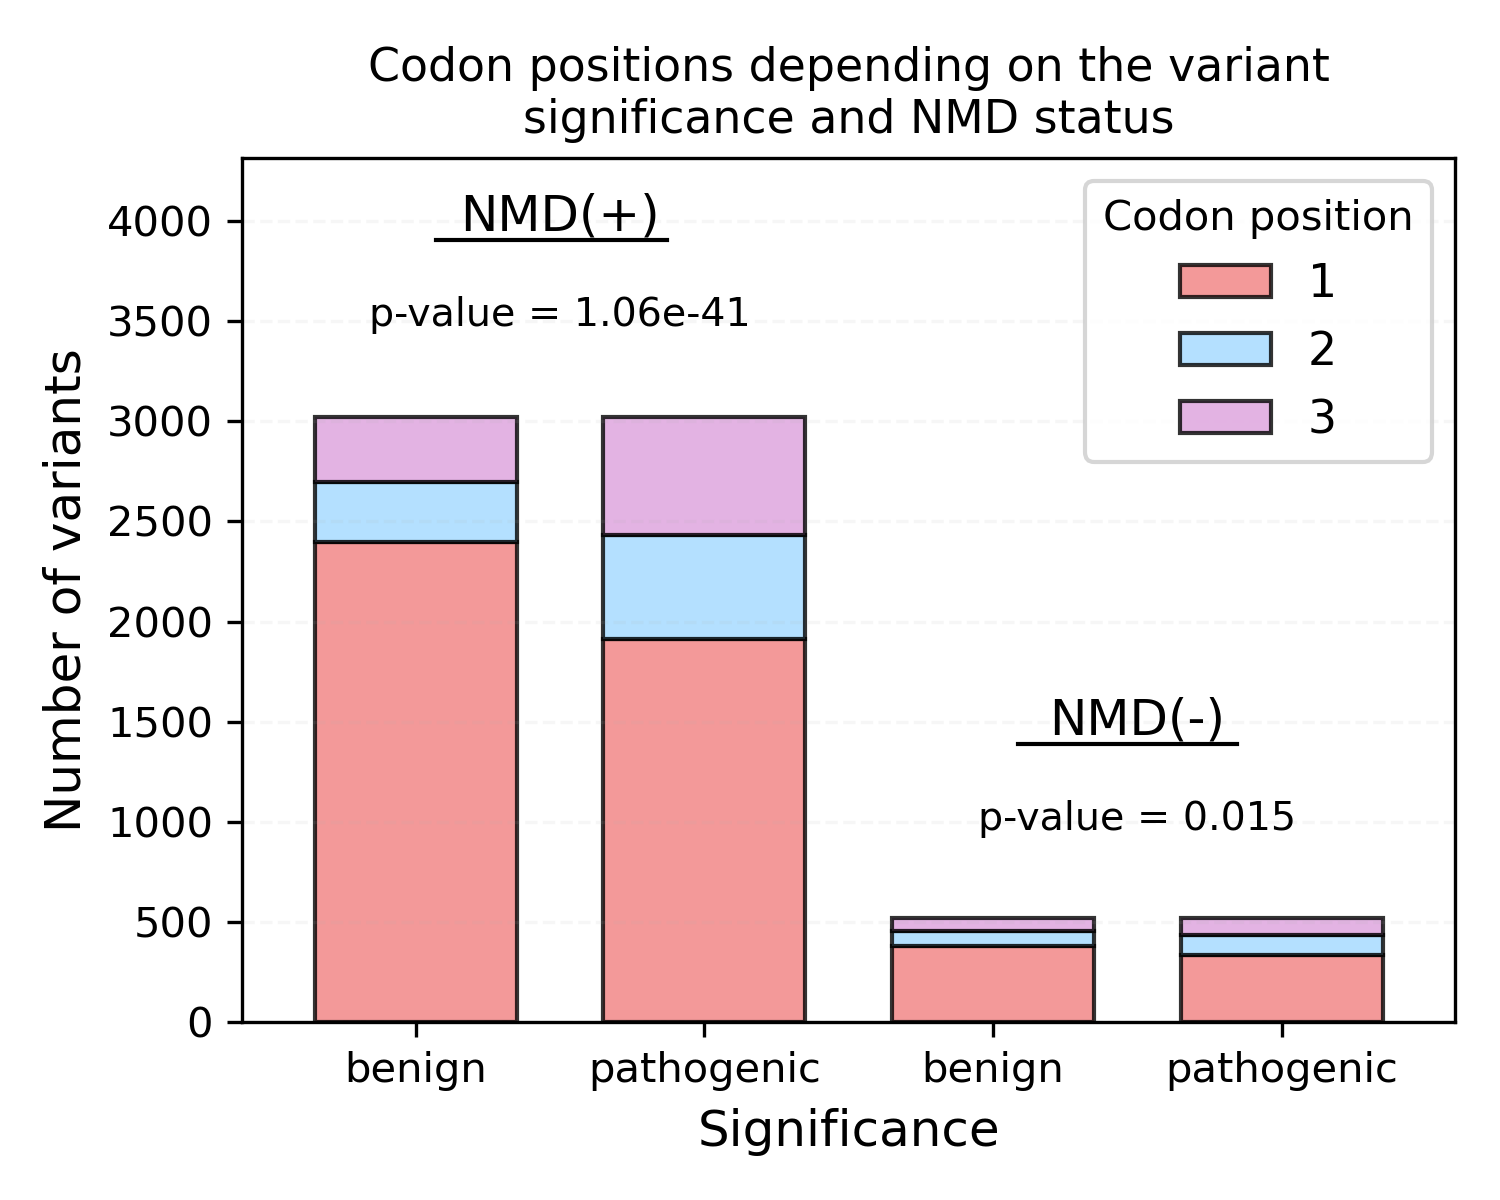 Codon positions depending on the variant
significance and NMD status
Number of variants
4000
3500
3000
2500
2000
1500
1000
500
0
NMD(+)
p-value = 1.06e-41
Codon position
1
2
3
NMD(-)
p-value = 0.015
benign
pathogenic
benign
pathogenic
Significance